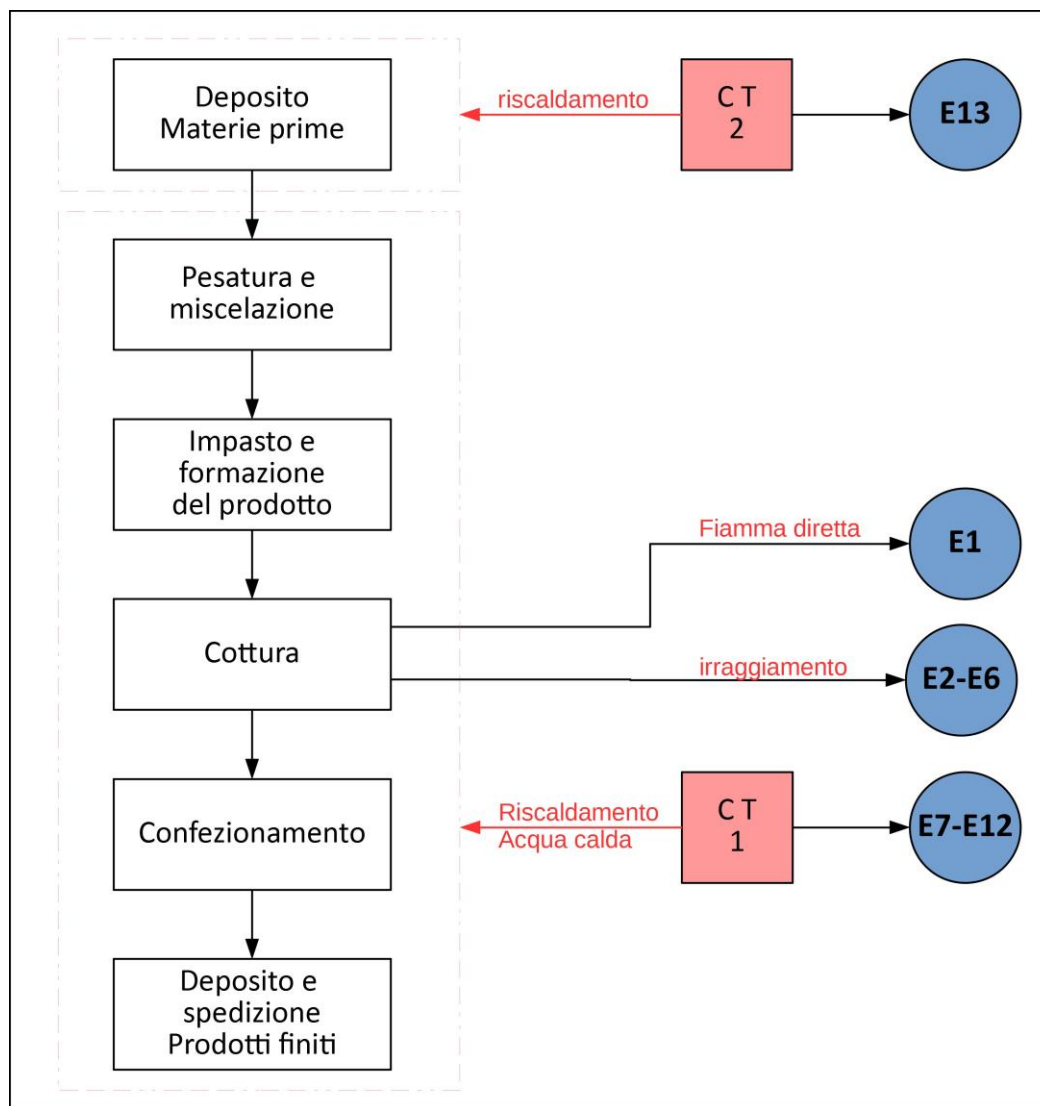 Deposito
Materie prime
riscaldamento
C T
2
E13
Pesatura e
miscelazione
Impasto e
formazione
del prodotto
Fiamma diretta
E1
Cottura
irraggiamento
E2-E6
Confezionamento
Riscaldamento
Acqua calda
C T
1
E7-E12
Deposito e
spedizione
Prodotti finiti